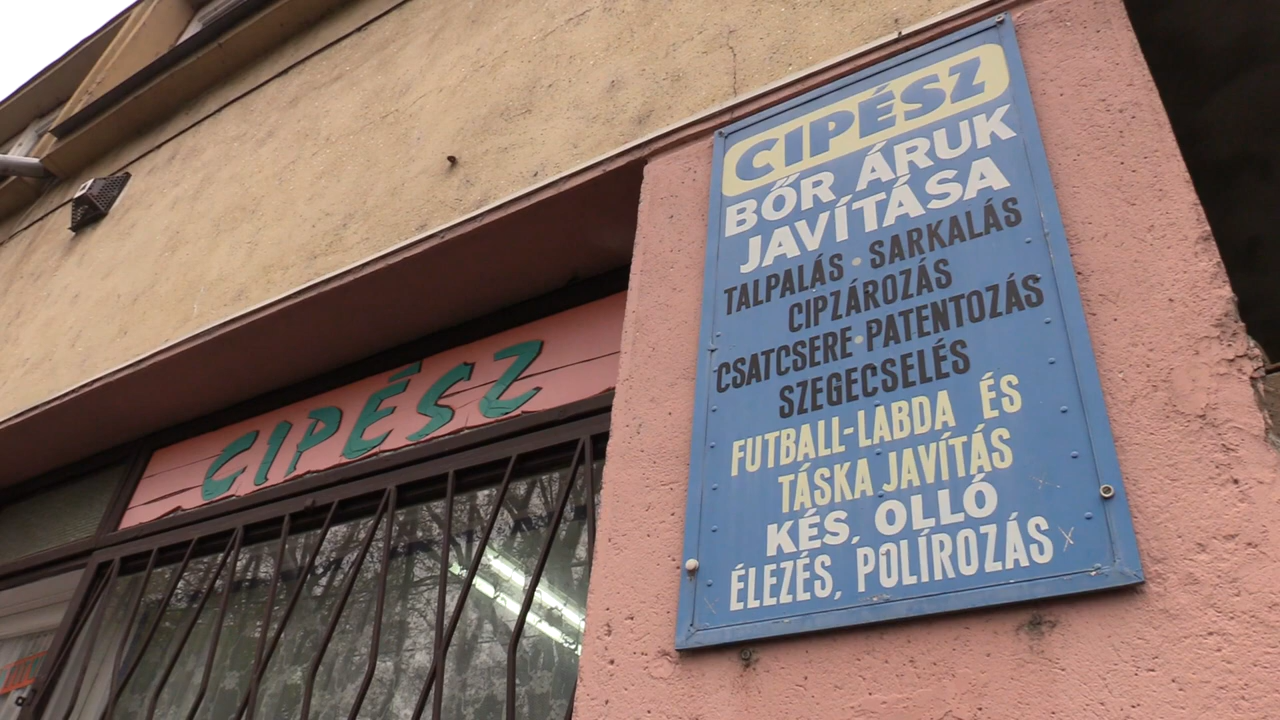 CIPÉSZ
BŐR ÁRUK
JAVÍTÁSA
TALPALÁS • SARKALÁS
CIPZÁROZÁS
CSATCSERE • PATENTOZÁS
SZEGECSELÉS
FUTBALL-LABDA ÉS
TÁSKA JAVÍTÁS
KÉS, OLLÓ
ÉLEZÉS, POLÍROZÁS
CIPÉSZ